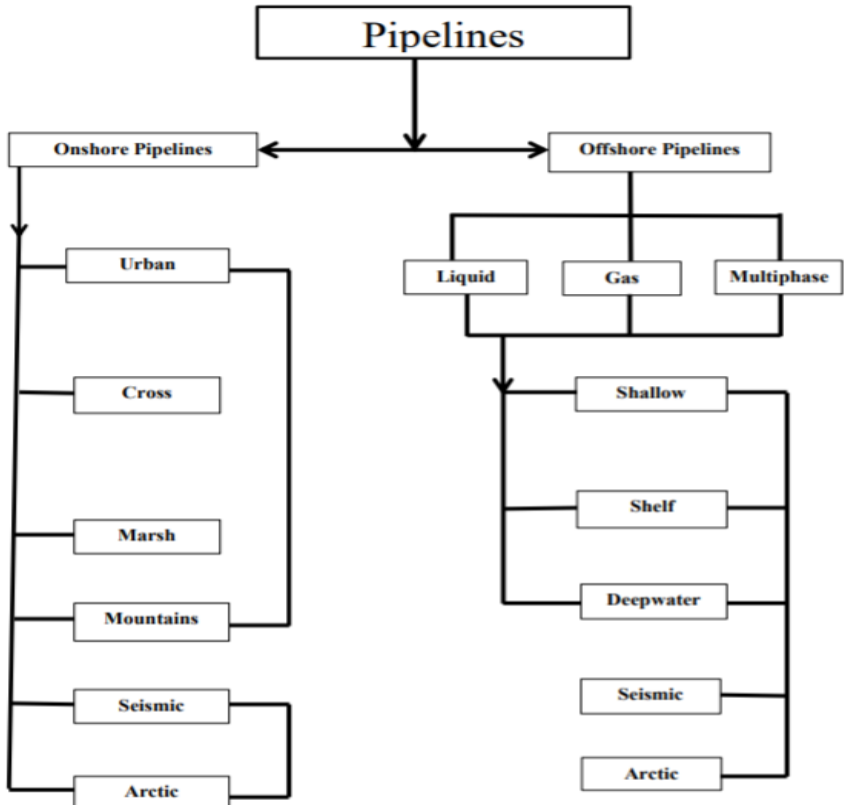 Pipelines
Onshore Pipelines
Offshore Pipelines
Urban
Cross
Marsh
Mountains
Seismic
Arctic
Liquid
Gas
Multiphase
Shallow
Shelf
Deepwater
Seismic
Arctic